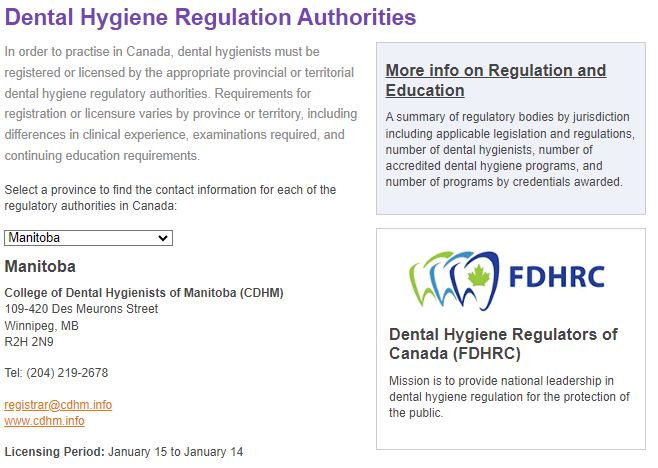 Dental Hygiene Regulation Authorities
In order to practise in Canada, dental hygienists must be
registered or licensed by the appropriate provincial or territorial
dental hygiene regulatory authorities. Requirements for
registration or licensure varies by province or territory, including
differences in clinical experience, examinations required, and
continuing education requirements.
Select a province to find the contact information for each of the
regulatory authorities in Canada:
Manitoba
Manitoba
College of Dental Hygienists of Manitoba (CDHM)
109-420 Des Meurons Street
Winnipeg, MB
R2H 2N9
Tel: (204) 219-2678
registrar@cdhm.info
www.cdhm.info
Licensing Period: January 15 to January 14
More info on Regulation and
Education
A summary of regulatory bodies by jurisdiction
including applicable legislation and regulations,
number of dental hygienists, number of
accredited dental hygiene programs, and
number of programs by credentials awarded.
FDHRC
Dental Hygiene Regulators of
Canada (FDHRC)
Mission is to provide national leadership in
dental hygiene regulation for the protection of
the public.